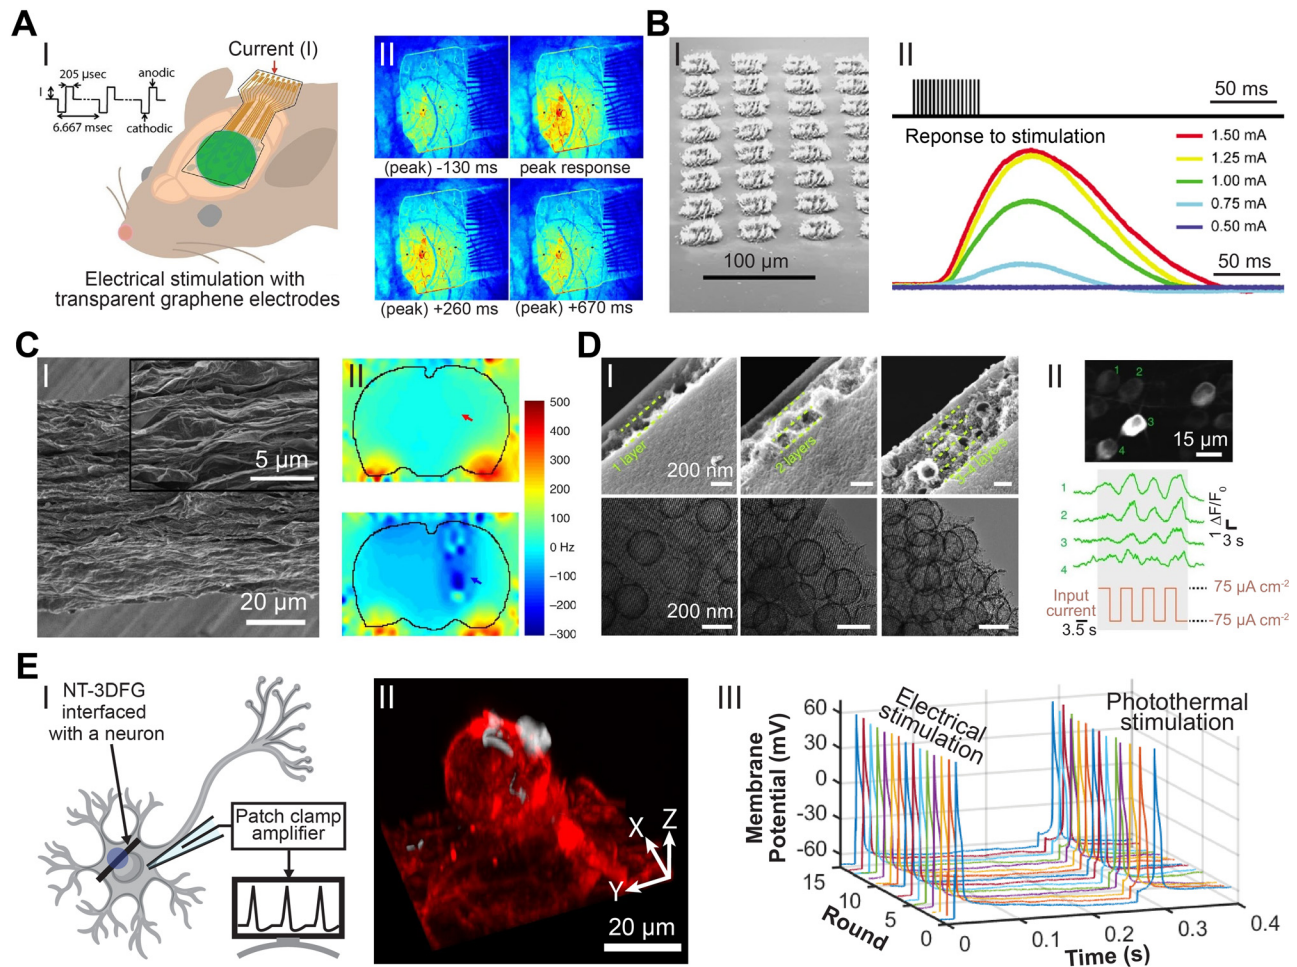 A
I
Current (I)
205 µsec
anodic
I
6.667 msec
cathodic
Electrical stimulation with
transparent graphene electrodes
II
(peak) -130 ms
peak response
(peak) +260 ms
(peak) +670 ms
B
I
100 µm
II
50 ms
Reponse to stimulation
1.50 mA
1.25 mA
1.00 mA
0.75 mA
0.50 mA
50 ms
C
I
5 µm
20 µm
II
500
400
300
200
100
0 Hz
−100
−200
−300
D
I
1 layer
200 nm
2 layers
200 nm
II
1
2
3
4
15 µm
1
2
3
4
1 ΔF/F0
3 s
Input
current
3.5 s
75 µA cm-2
-75 µA cm-2
E
I
NT-3DFG
interfaced
with a neuron
Patch clamp
amplifier
II
X
Z
Y
20 µm
III
Electrical
stimulation
Photothermal
stimulation
Membrane
Potential (mV)
60
30
0
-30
-60
15
10
5
0
Round
0
0.1
0.2
0.3
0.4
Time (s)